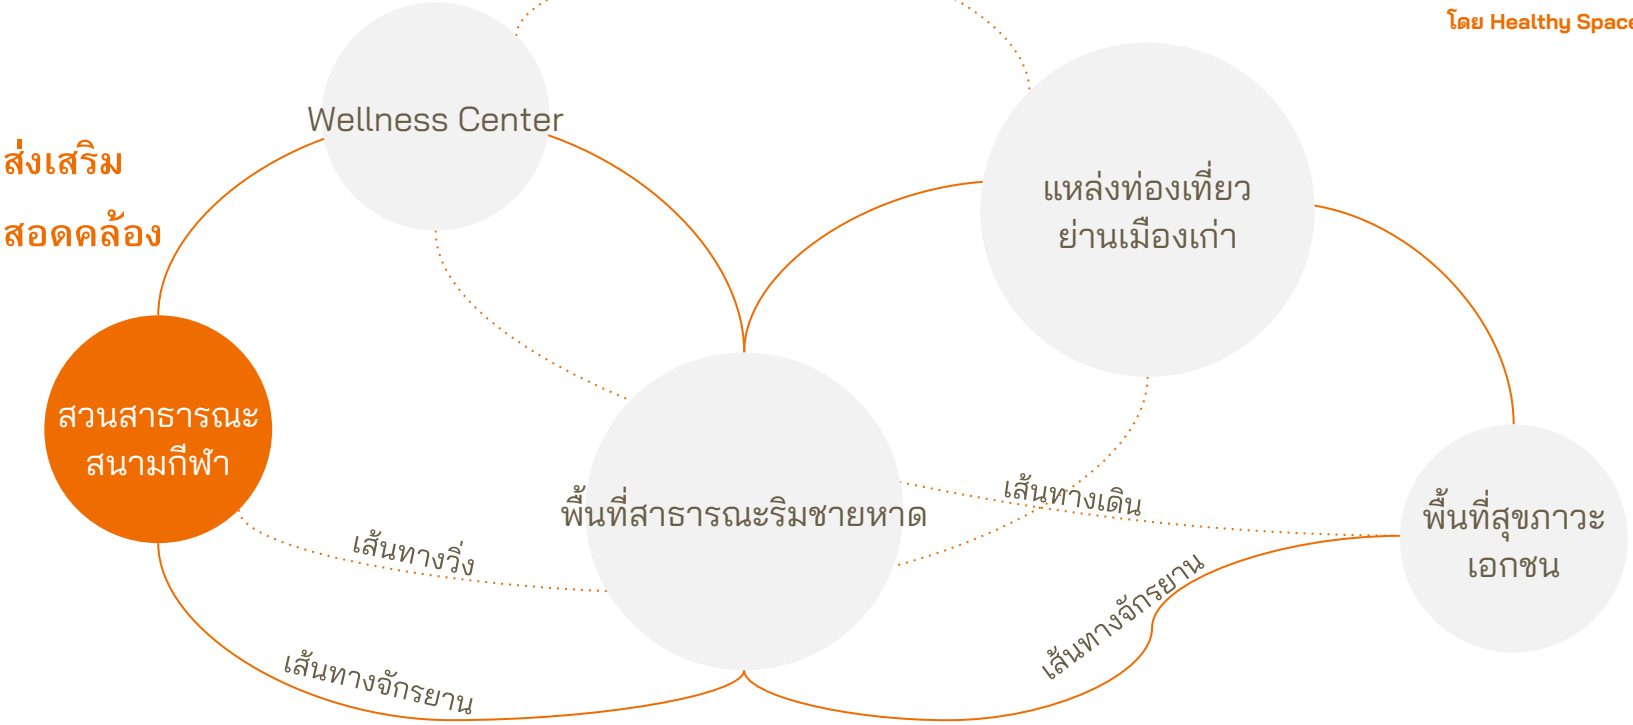 โดย Healthy Space
Wellness Center
ส่งเสริม
สอดคล้อง
แหล่งท่องเที่ยว
ย่านเมืองเก่า
สวนสาธารณะ
สนามกีฬา
พื้นที่สาธารณะริมชายหาด
เส้นทางเดิน
พื้นที่สุขภาวะ
เอกชน
เส้นทางวิ่ง
เส้นทางจักรยาน
เส้นทางจักรยาน